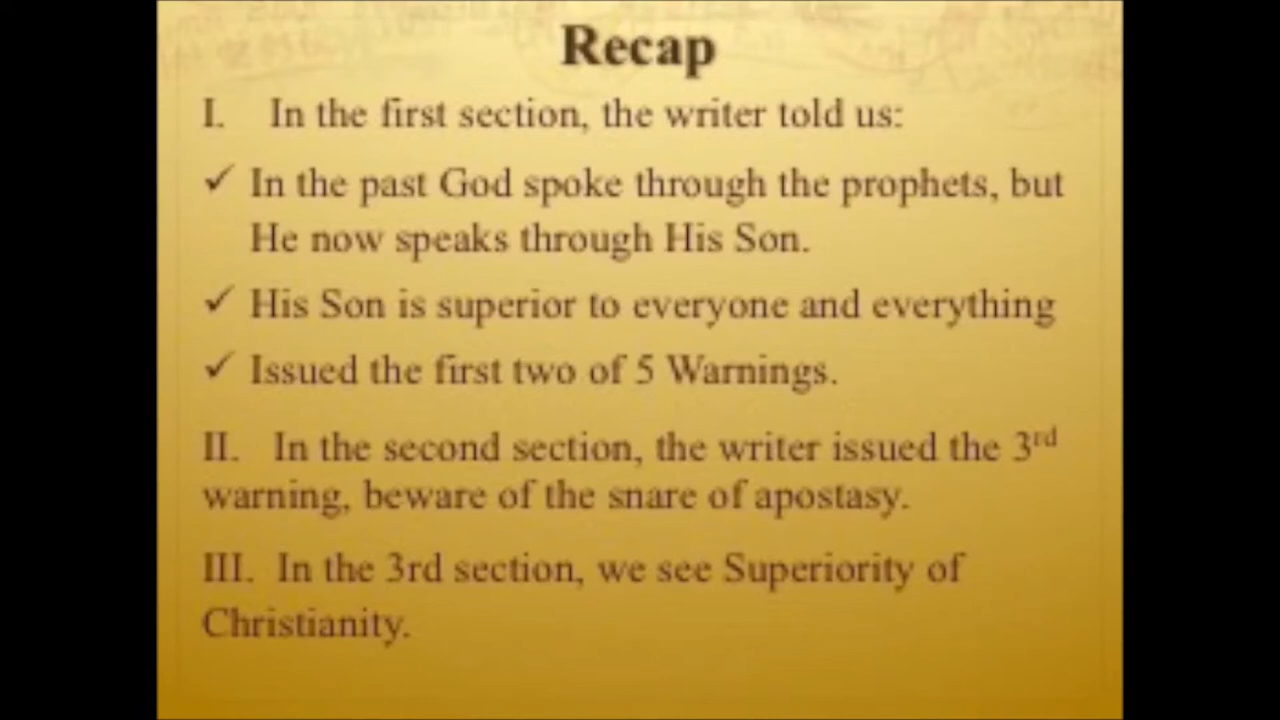 Recap
I. In the first section, the writer told us:
✓ In the past God spoke through the prophets, but
He now speaks through His Son.
✓ His Son is superior to everyone and everything
✓ Issued the first two of 5 Warnings.
II. In the second section, the writer issued the 3rd
warning, beware of the snare of apostasy.
III. In the 3rd section, we see Superiority of
Christianity.